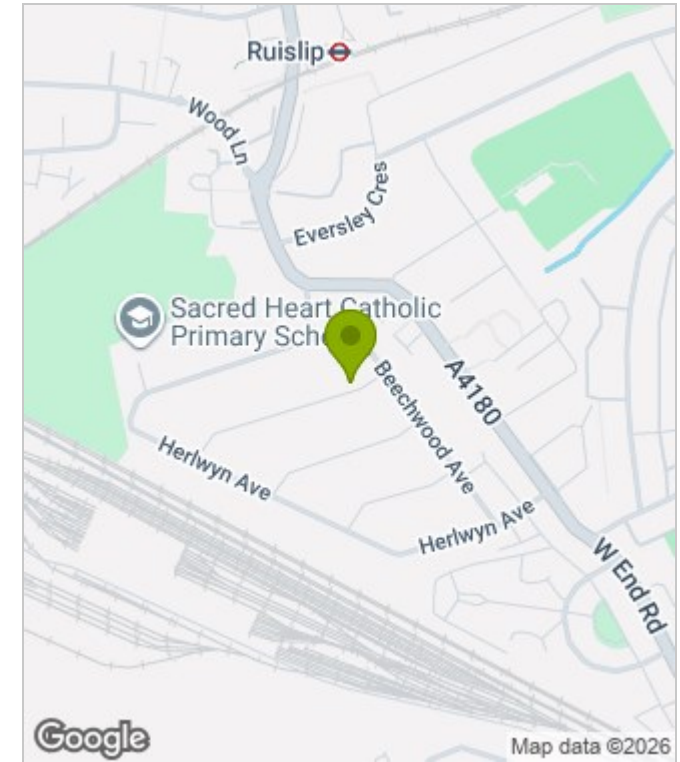 Ruislip
Wood Ln
Eversley Cres
Sacred Heart Catholic
Primary Sch
A4180
Beechwood Ave
Herlwyn Ave
Herlwyn Ave
W End Rd
Google
Map data ©2026